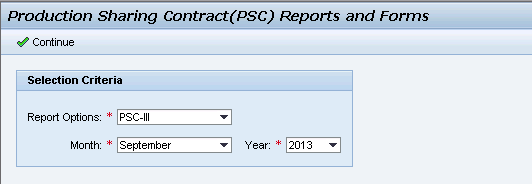 Production Sharing Contract(PSC) Reports and Forms
Continue
Selection Criteria
Report Options: * PSC-III
Month: * September Year: * 2013